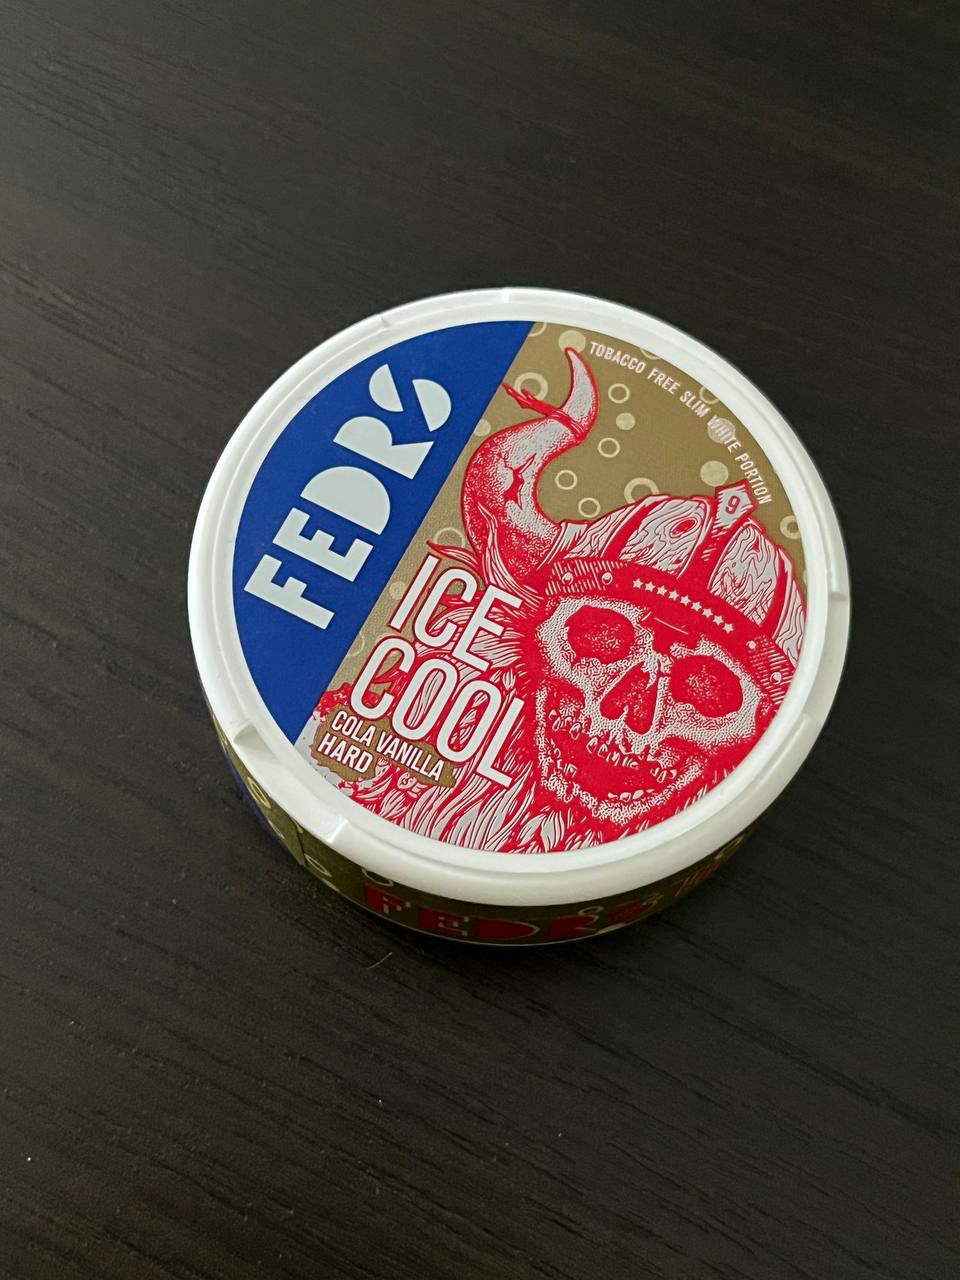 FEDRS
TOBACCO FREE SLIM WHITE PORTION
9
ICE
COOL
COLA VANILLA
HARD
FEDRS